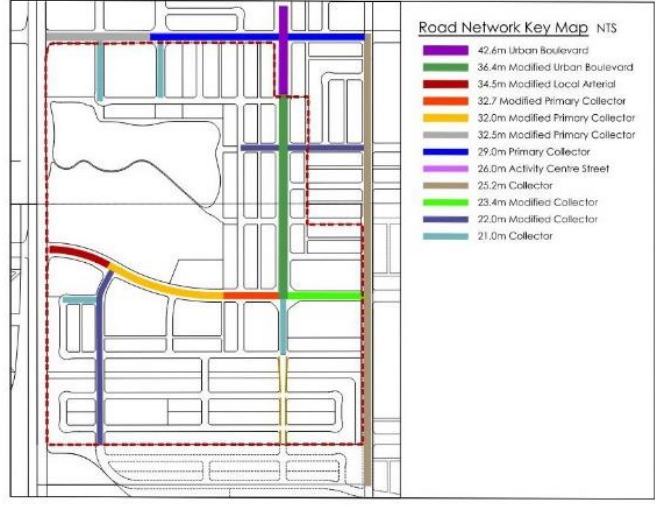 Road Network Key Map NTS
42.6m Urban Boulevard
36.4m Modified Urban Boulevard
34.5m Modified Local Arterial
32.7 Modified Primary Collector
32.0m Modified Primary Collector
32.5m Modified Primary Collector
29.0m Primary Collector
26.0m Activity Centre Street
25.2m Collector
23.4m Modified Collector
22.0m Modified Collector
21.0m Collector